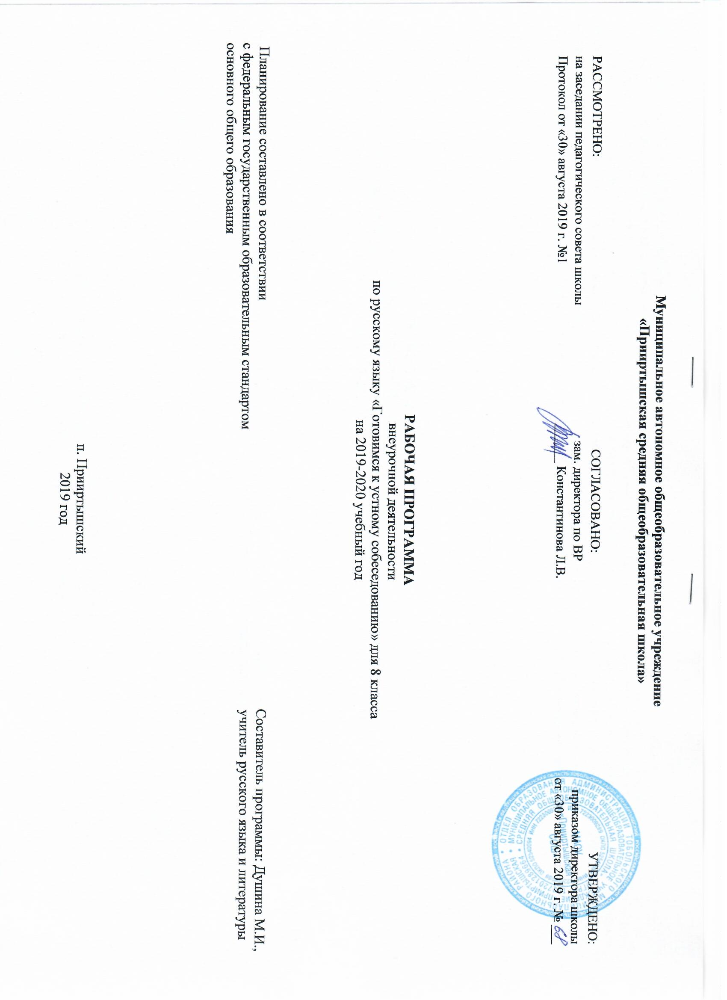 Муниципальное автономное общеобразовательное учреждение
«Прииртышская средняя общеобразовательная школа»
РАССМОТРЕНО:
на заседании педагогического совета школы
Протокол от «30» августа 2019 г. №1
СОГЛАСОВАНО:
зам. директора по ВР
Константинова Л.В.
УТВЕРЖДЕНО:
приказом директора школы
от «30» августа 2019 г. № 68
ОТДЕЛ ОБРАЗОВАНИЯ АДМИНИСТРАЦИИ ТОБОЛЬСКОГО МУНИЦИПАЛЬНОГО РАЙОНА
МУНИЦИПАЛЬНОЕ АВТОНОМНОЕ ОБЩЕОБРАЗОВАТЕЛЬНОЕ УЧРЕЖДЕНИЕ ПРИИРТЫШСКАЯ
СРЕДНЯЯ ОБЩЕОБРАЗОВАТЕЛЬНАЯ ШКОЛА
МАОУ
«Прииртышская
СОШ»
РАБОЧАЯ ПРОГРАММА
внеурочной деятельности
по русскому языку «Готовимся к устному собеседованию» для 8 класса
на 2019-2020 учебный год
Планирование составлено в соответствии
с федеральным государственным образовательным стандартом
основного общего образования
Составитель программы: Душина М.И.,
учитель русского языка и литературы
п. Прииртышский
2019 год